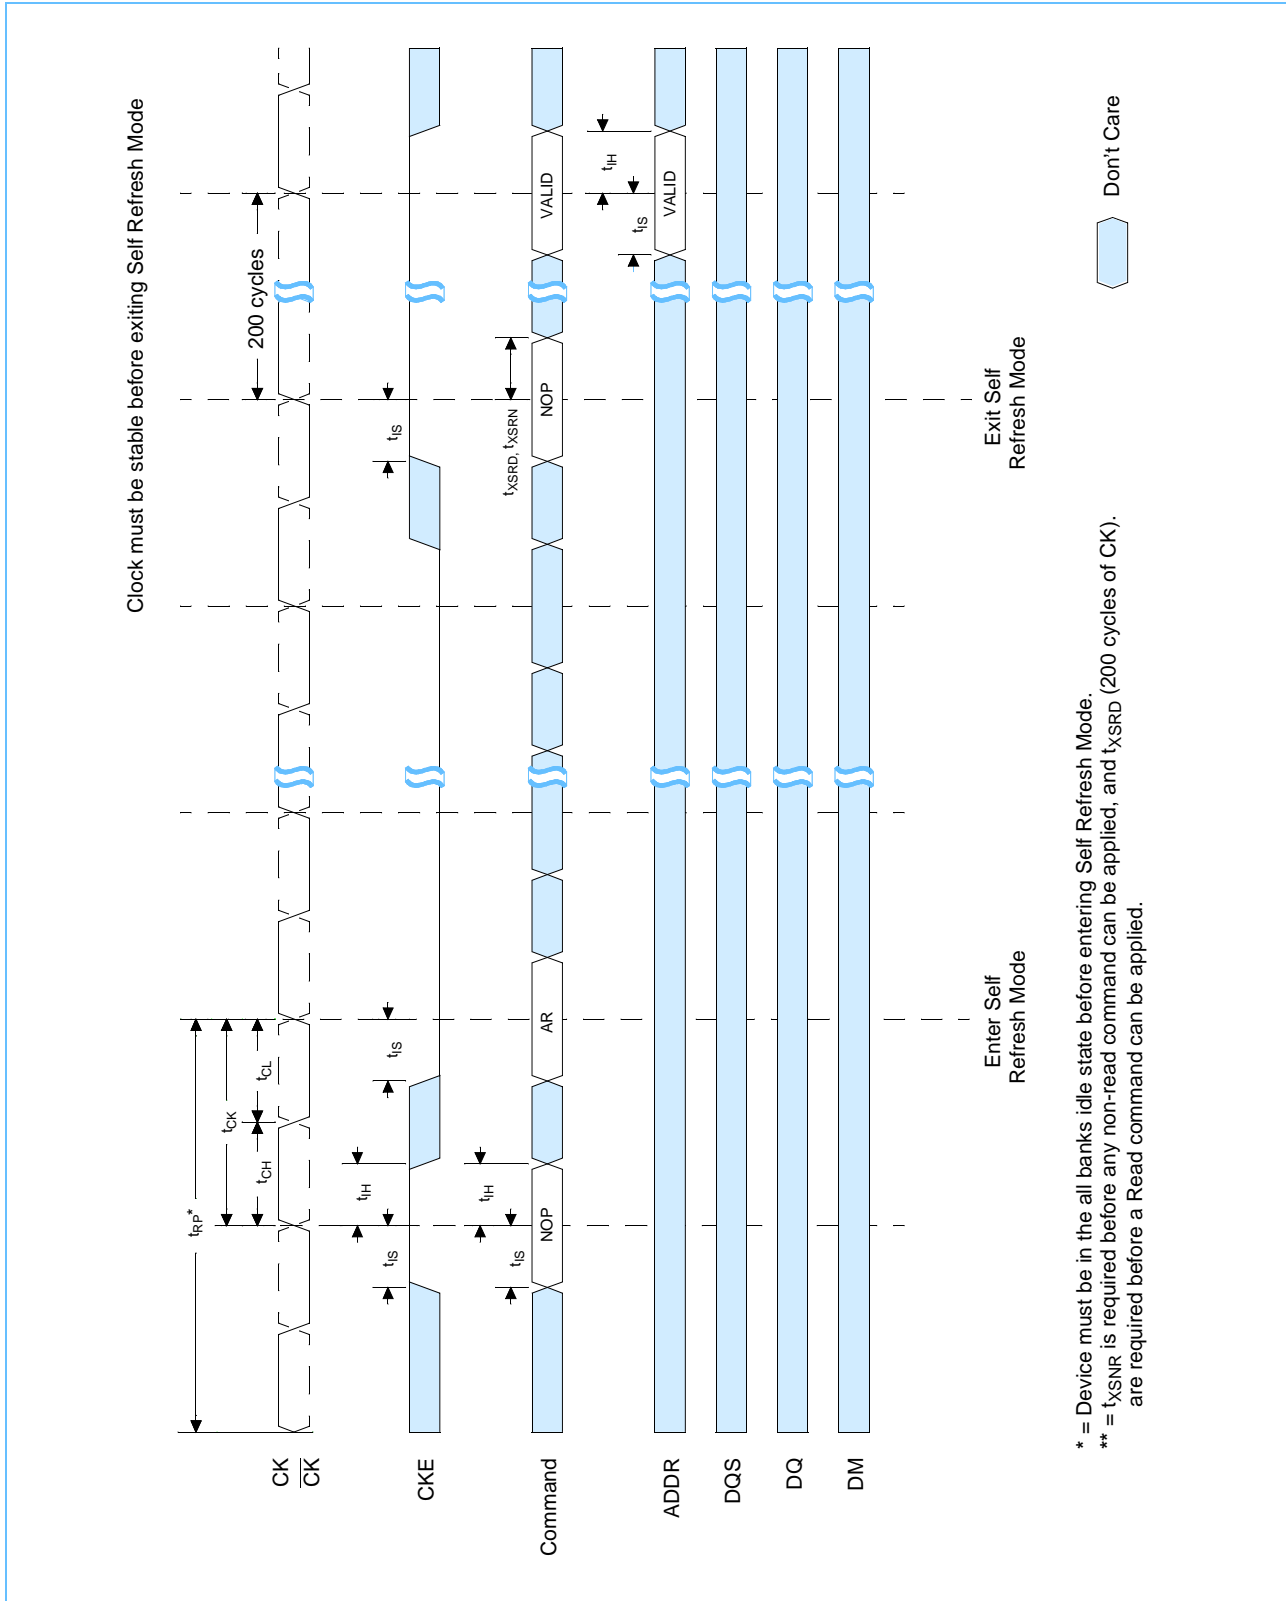 Clock must be stable before exiting Self Refresh Mode
tRP*
tCK
tCH
tCL
200 cycles
CK
CK
tIS
tIH
tIS
tIS
CKE
tIS
tIH
tXSRD, tXSRN
NOP
AR
NOP
VALID
Command
tIS
tIH
VALID
ADDR
DQS
DQ
DM
Enter Self
Refresh Mode
Exit Self
Refresh Mode
* = Device must be in the all banks idle state before entering Self Refresh Mode.
** = tXSNR is required before any non-read command can be applied, and tXSRD (200 cycles of CK).
are required before a Read command can be applied.
Don't Care